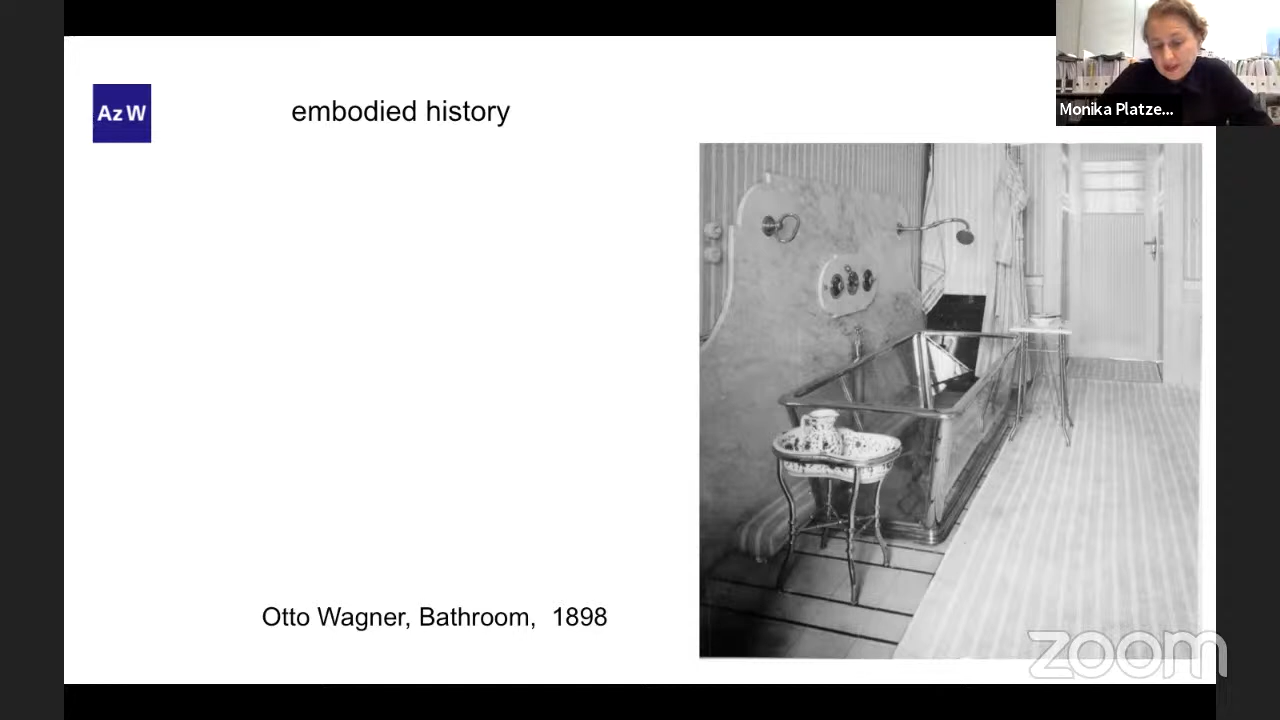 Monika Platze...
Az W
embodied history
Otto Wagner, Bathroom, 1898
zoom